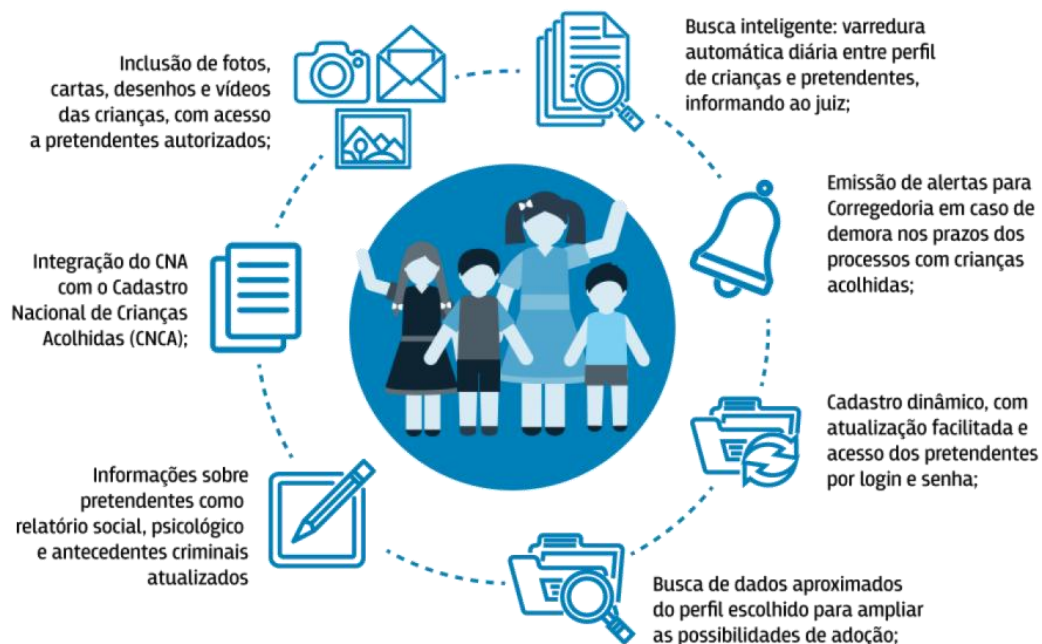 Inclusão de fotos,
cartas, desenhos e vídeos
das crianças, com acesso
a pretendentes autorizados;
Busca inteligente: varredura
automática diária entre perfil
de crianças e pretendentes,
informando ao juiz;
Emissão de alertas para
Corregedoria em caso de
demora nos prazos dos
processos com crianças
acolhidas;
Cadastro dinâmico, com
atualização facilitada e
acesso dos pretendentes
por login e senha;
Busca de dados aproximados
do perfil escolhido para ampliar
as possibilidades de adoção;
Informações sobre
pretendentes como
relatório social, psicológico
e antecedentes criminais
atualizados
Integração do CNA
com o Cadastro
Nacional de Crianças
Acolhidas (CNCA);